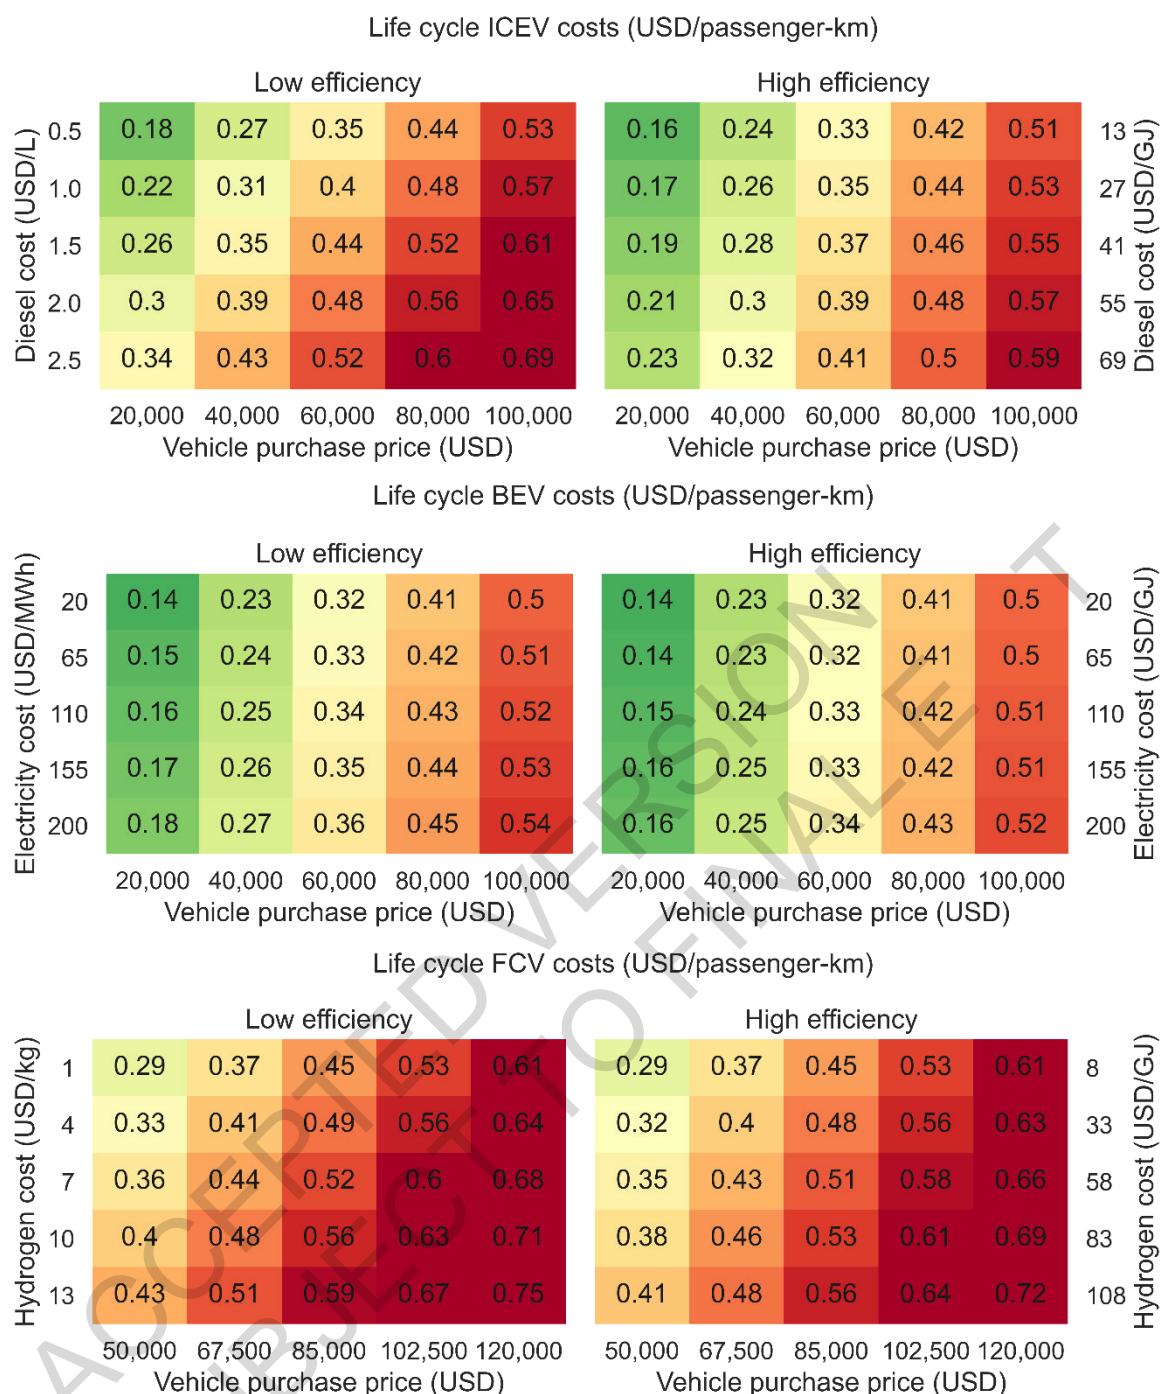 Life cycle ICEV costs (USD/passenger-km)
Low efficiency High efficiency
Diesel cost (USD/L)
0.5 0.18 0.27 0.35 0.44 0.53 0.16 0.24 0.33 0.42 0.51 13
1.0 0.22 0.31 0.4 0.48 0.57 0.17 0.26 0.35 0.44 0.53 27
1.5 0.26 0.35 0.44 0.52 0.61 0.19 0.28 0.37 0.46 0.55 41
2.0 0.3 0.39 0.48 0.56 0.65 0.21 0.3 0.39 0.48 0.57 55
2.5 0.34 0.43 0.52 0.6 0.69 0.23 0.32 0.41 0.5 0.59 69
Diesel cost (USD/GJ)
20,000 40,000 60,000 80,000 100,000 20,000 40,000 60,000 80,000 100,000
Vehicle purchase price (USD) Vehicle purchase price (USD)
Life cycle BEV costs (USD/passenger-km)
Low efficiency High efficiency
Electricity cost (USD/MWh)
20 0.14 0.23 0.32 0.41 0.5 0.14 0.23 0.32 0.41 0.5 20
65 0.15 0.24 0.33 0.42 0.51 0.14 0.23 0.32 0.41 0.5 65
110 0.16 0.25 0.34 0.43 0.52 0.15 0.24 0.33 0.42 0.51 110
155 0.17 0.26 0.35 0.44 0.53 0.16 0.25 0.33 0.42 0.51 155
200 0.18 0.27 0.36 0.45 0.54 0.16 0.25 0.34 0.43 0.52 200
Electricity cost (USD/GJ)
20,000 40,000 60,000 80,000 100,000 20,000 40,000 60,000 80,000 100,000
Vehicle purchase price (USD) Vehicle purchase price (USD)
Life cycle FCV costs (USD/passenger-km)
Low efficiency High efficiency
Hydrogen cost (USD/kg)
1 0.29 0.37 0.45 0.53 0.61 0.29 0.37 0.45 0.53 0.61 8
4 0.33 0.41 0.49 0.56 0.64 0.32 0.4 0.48 0.56 0.63 33
7 0.36 0.44 0.52 0.6 0.68 0.35 0.43 0.51 0.58 0.66 58
10 0.4 0.48 0.56 0.63 0.71 0.38 0.46 0.53 0.61 0.69 83
13 0.43 0.51 0.59 0.67 0.75 0.41 0.48 0.56 0.64 0.72 108
Hydrogen cost (USD/GJ)
50,000 67,500 85,000 102,500 120,000 50,000 67,500 85,000 102,500 120,000
Vehicle purchase price (USD) Vehicle purchase price (USD)
ACCEPTED VERSION
TO FINAL